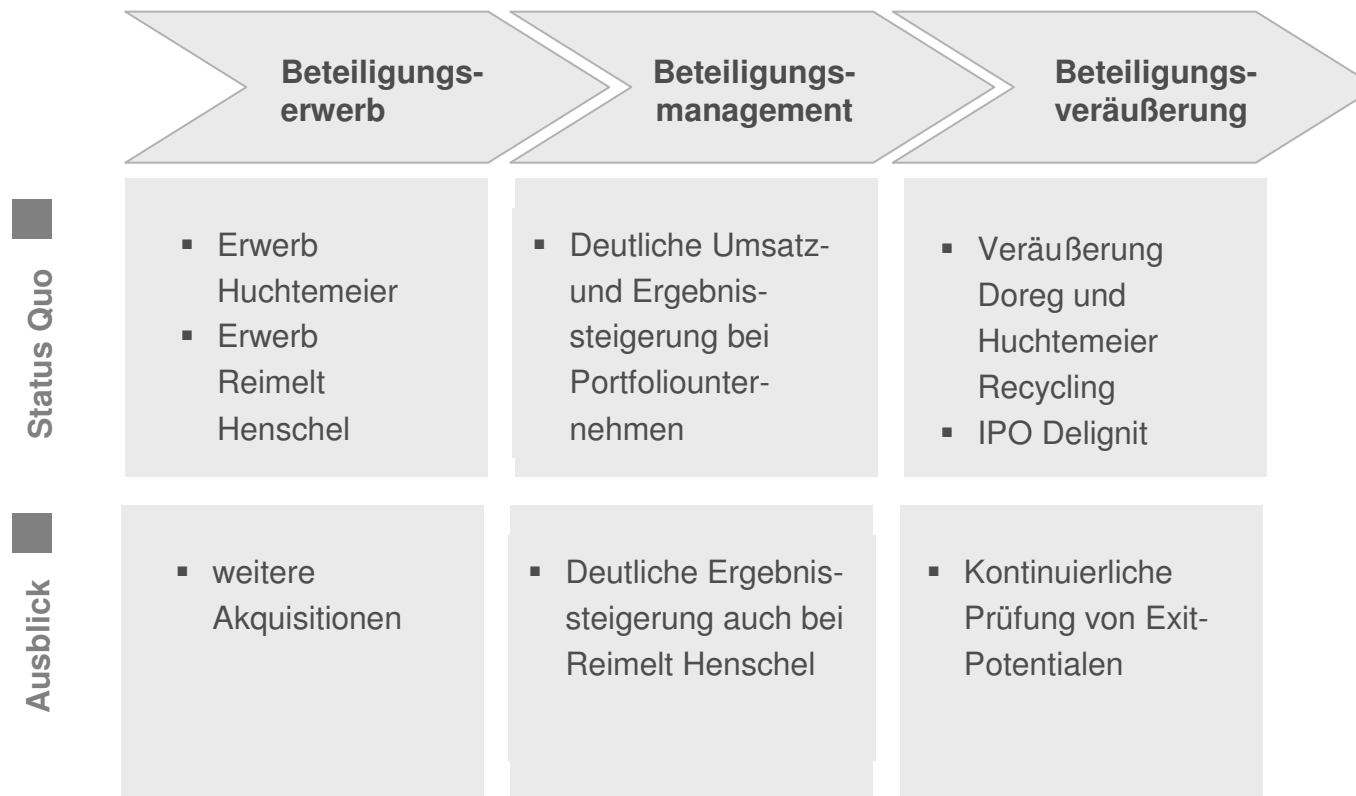 Beteiligungs-
erwerb
Beteiligungs-
management
Beteiligungs-
veräußerung
Status Quo
▪ Erwerb
Huchtemeier
▪ Erwerb
Reimelt
Henschel
▪ Deutliche Umsatz-
und Ergebnis-
steigerung bei
Portfoliounter-
nehmen
▪ Veräußerung
Doreg und
Huchtemeier
Recycling
▪ IPO Delignit
Ausblick
▪ weitere
Akquisitionen
▪ Deutliche Ergebnis-
steigerung auch bei
Reimelt Henschel
▪ Kontinuierliche
Prüfung von Exit-
Potentialen